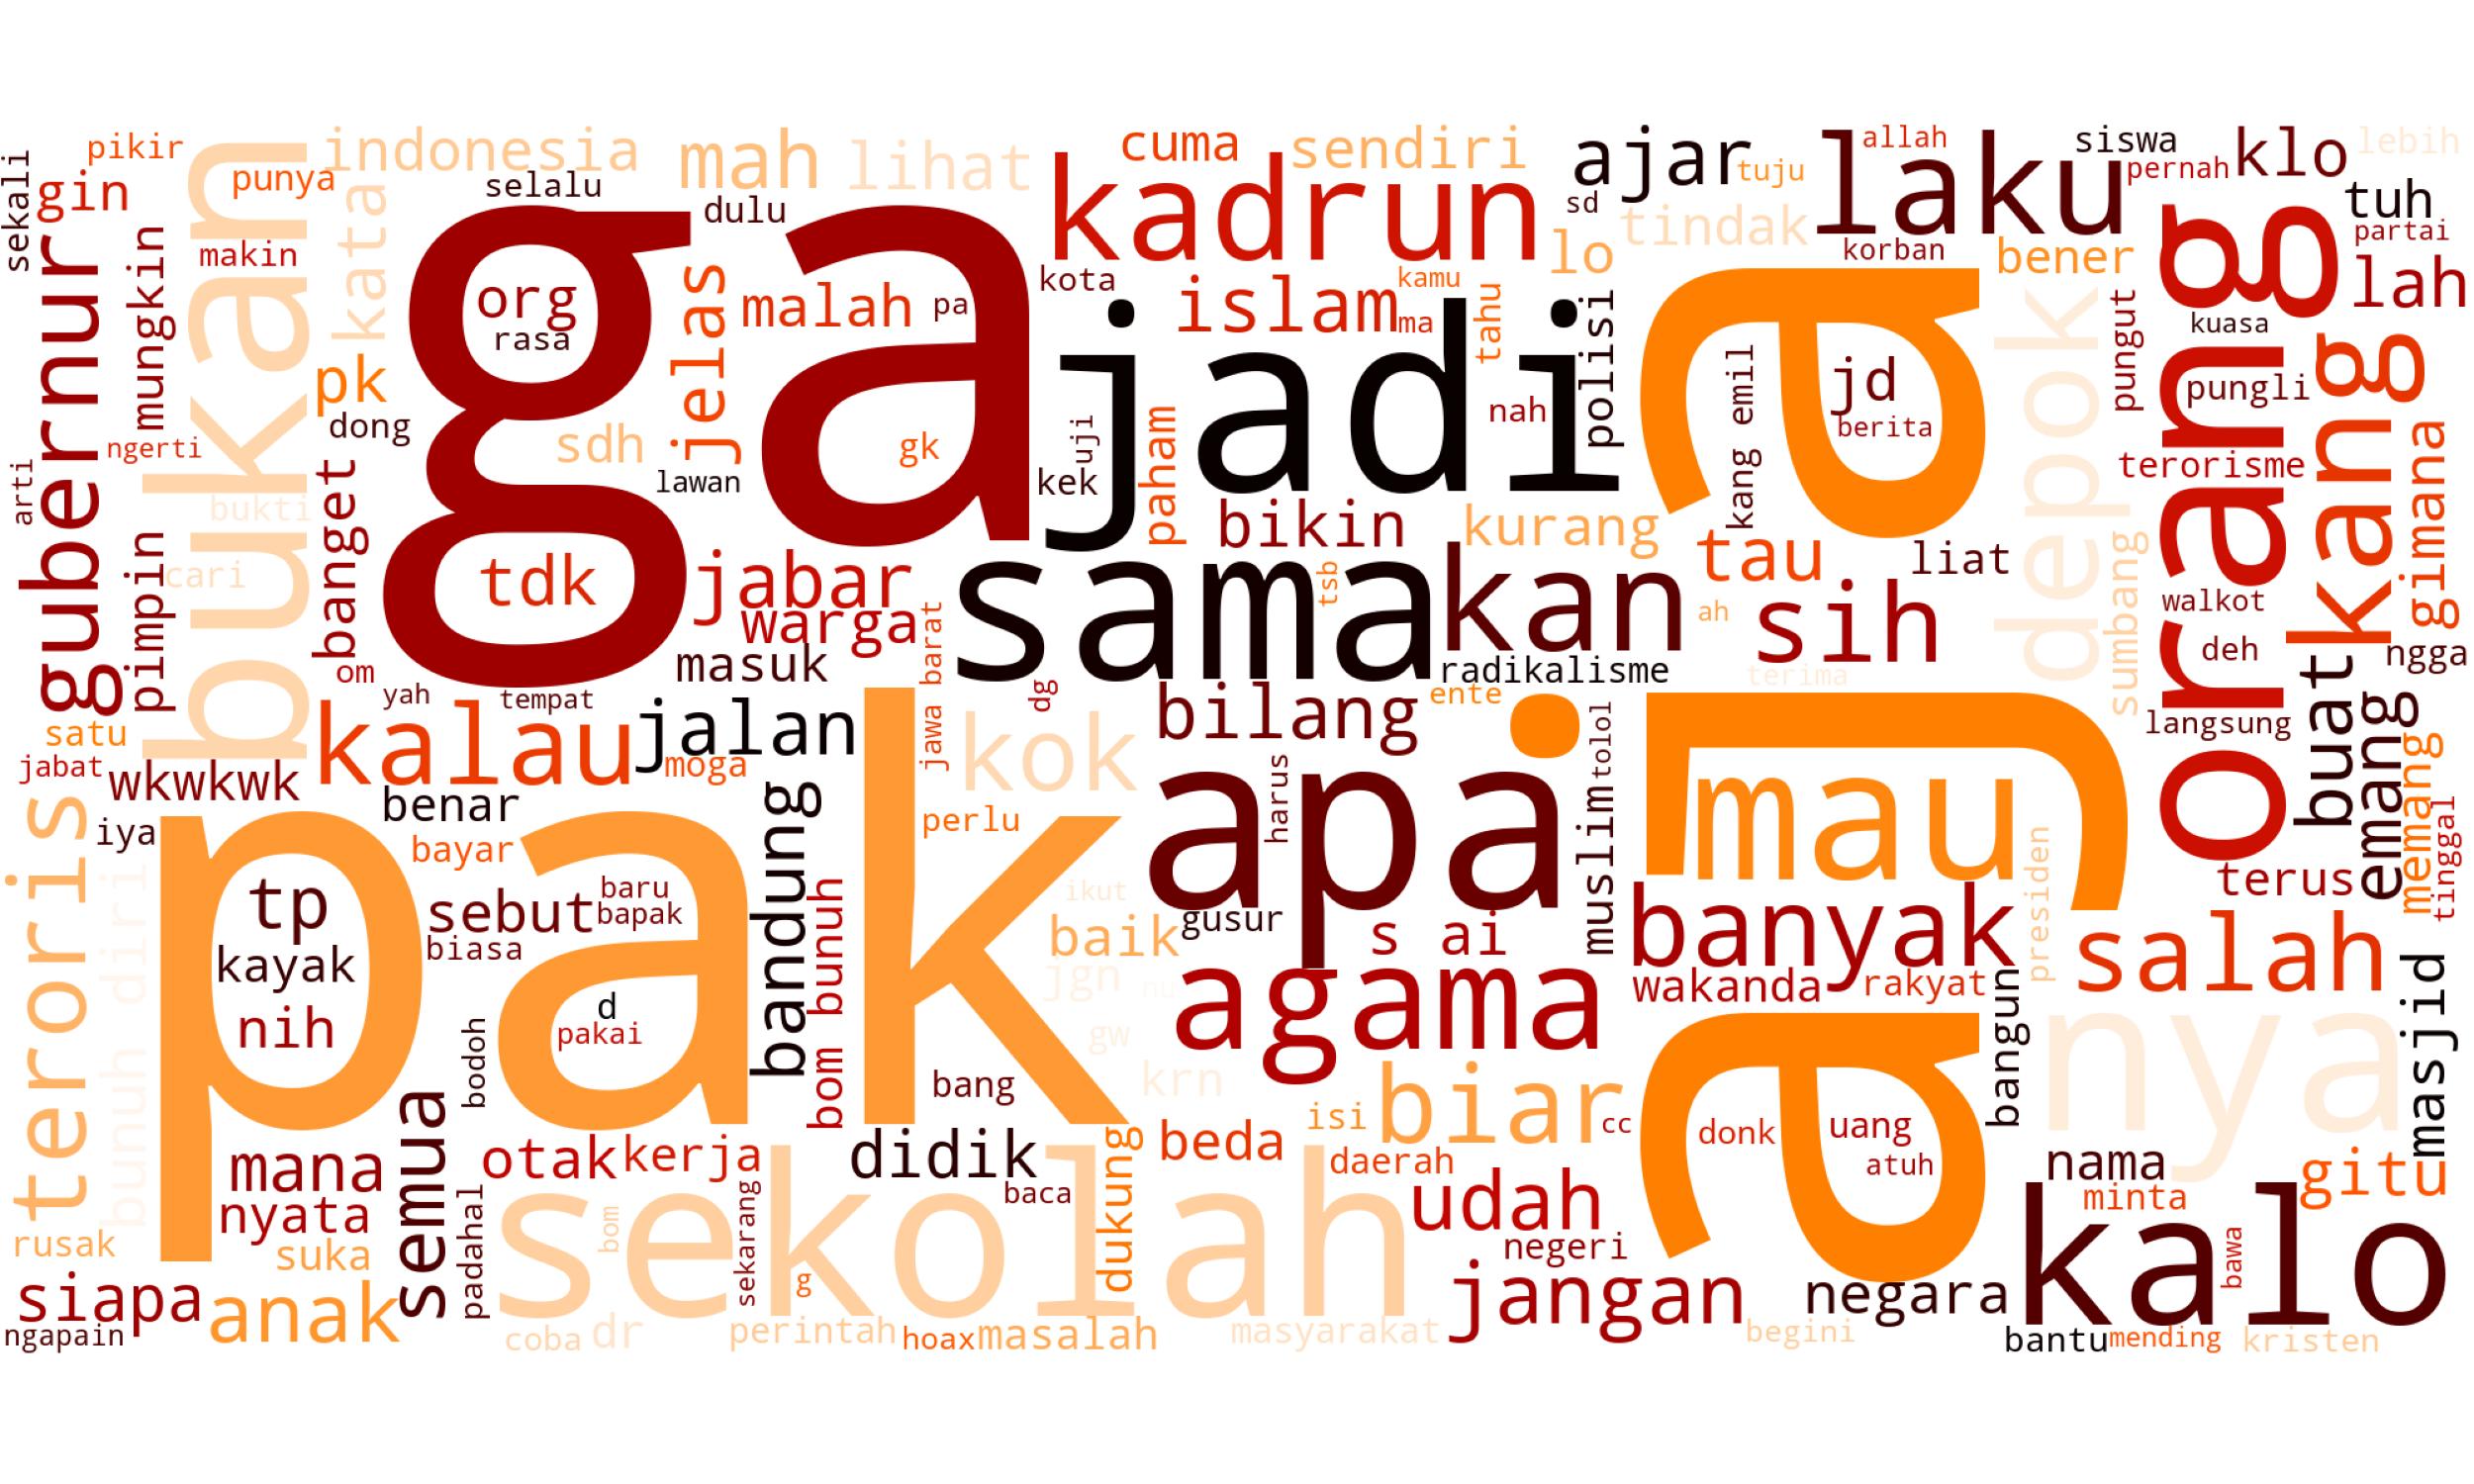 ga
pak
aja
jadi
sama
apa
bukan
sekolah
orang
kalo
nya
kadrun
laku
kan
kang
depok
agama
banyak
mau
gubernur
teroris
kalau
salah
sih
biar
jangan
bilang
kok
jalan
jabar
indonesia
mah
lihat
cuma
sendiri
ajar
tuju
allah
siswa
pernah
klo
lebih
pikir
punya
selalu
dulu
sekali
gin
kata
makin
mungkin
org
rasa
malah
pa
kota
islam
kamu
ma
tahu
lo
sd
tindak
korban
bener
tuh
partai
lah
kuasa
pungut
pungli
jelas
pk
dong
ngerti
arti
banget
sdh
gk
lawan
kek
uji
paham
nah
polisi
kang emil
jd
berita
terorisme
gimana
bukti
cari
pimpin
tdk
warga
masuk
bikin
kurang
tsb
tau
ah
liat
sumbang
walkot
deh
ngga
om
yah
tempat
jawa barat
dg
radikalisme
ente
terima
langsung
buat
emang
memang
tinggal
satu
jabat
wkwkwk
moga
benar
bayar
iya
bandung
perlu
harus
muslim
tolol
presiden
terus
tp
kayak
nih
sebut
baru
bapak
biasa
d
pakai
bodoh
bom bunuh
bunuh diri
ikut
baik
gusur
s ai
jgn
nu
gw
krn
bang
wakanda
rakyat
bangun
masjid
mana
nyata
semua
otak
kerja
didik
baca
dukung
beda
isi
daerah
cc
donk
uang
atuh
nama
minta
gitu
rusak
suka
padahal
bom
sekarang
g
udah
negeri
negara
bawa
siapa
anak
ngapain
coba
dr
perintah
hoax
masalah
masyarakat
begini
bantu
mending
kristen